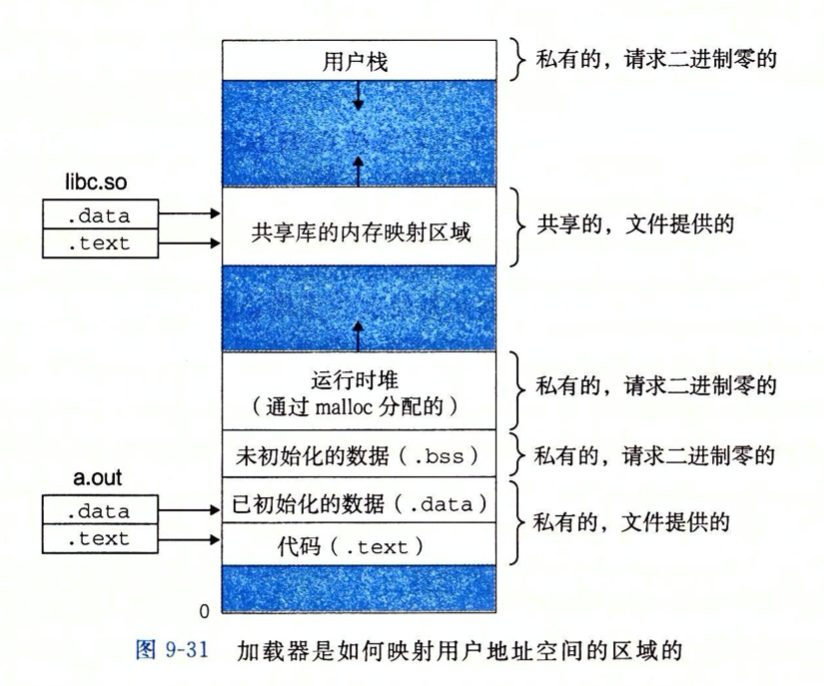 用户栈
私有的，请求二进制零的
libc.so
.data
.text
共享库的内存映射区域
共享的，文件提供的
运行时堆
（通过 malloc 分配的）
私有的，请求二进制零的
未初始化的数据（.bss）
私有的，请求二进制零的
a.out
.data
.text
已初始化的数据（.data）
代码（.text）
私有的，文件提供的
0
图 9-31 加载器是如何映射用户地址空间的区域的